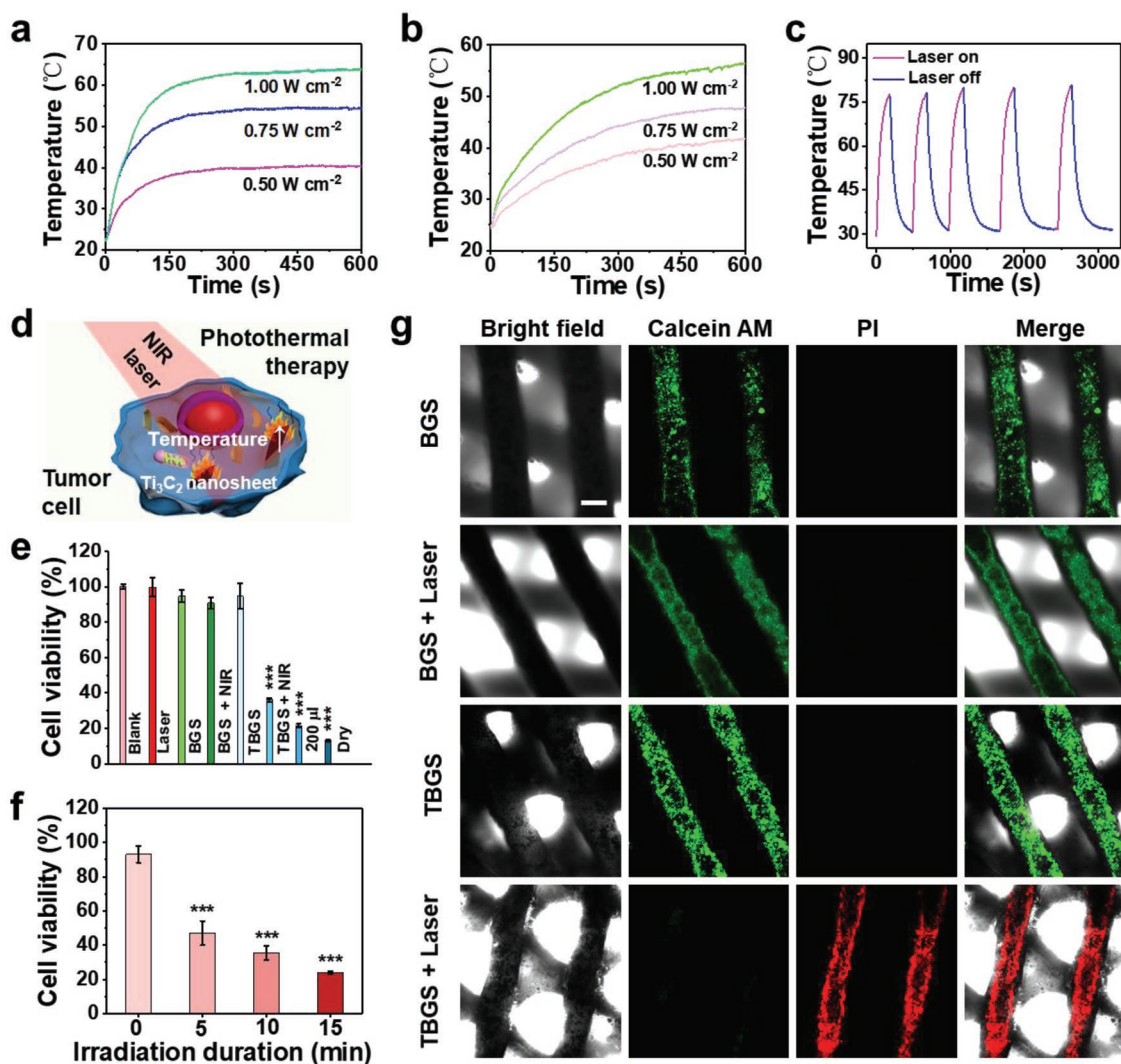 a
Temperature (℃)
70
60
50
40
30
20
1.00 W cm-2
0.75 W cm-2
0.50 W cm-2
0
150
300
450
600
Time (s)
b
Temperature (℃)
60
50
40
30
20
1.00 W cm-2
0.75 W cm-2
0.50 W cm-2
0
150
300
450
600
Time (s)
c
Temperature (℃)
90
75
60
45
30
Laser on
Laser off
0
1000
2000
3000
Time (s)
d
NIR
laser
Photothermal
therapy
Temperature ↑
Ti3C2 nanosheet
Tumor
cell
e
Cell viability (%)
120
100
80
60
40
20
0
Blank
Laser
BGS
BGS + NIR
TBGS
TBGS + NIR
200 μl
Dry
***
***
***
f
Cell viability (%)
120
100
80
60
40
20
0
***
***
***
0
5
10
15
Irradiation duration (min)
g
Bright field
Calcein AM
PI
Merge
BGS
BGS + Laser
TBGS
TBGS + Laser